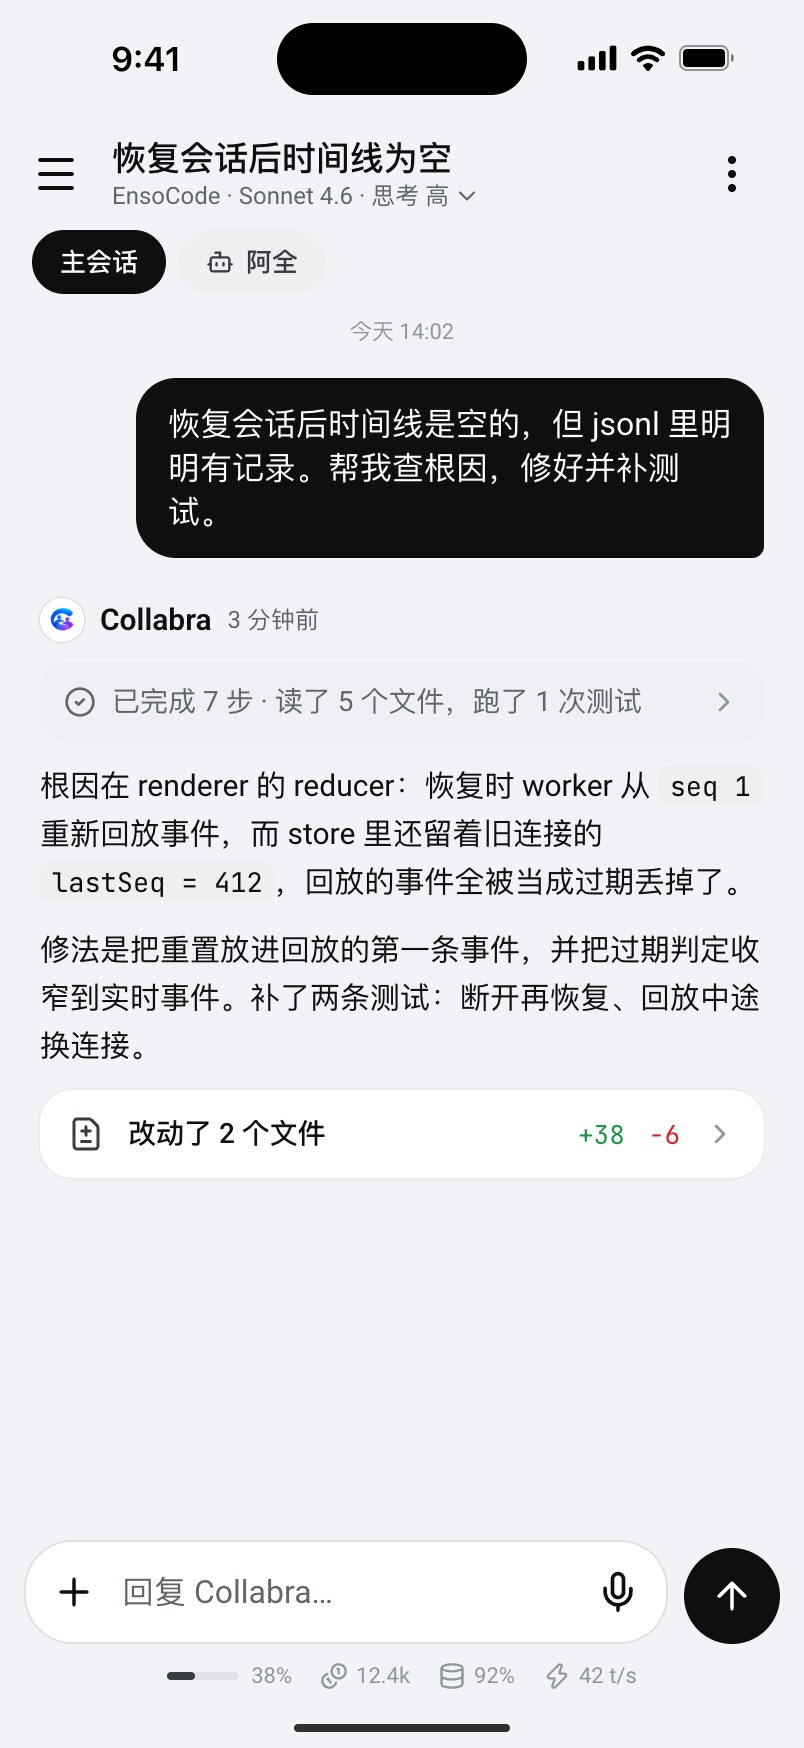 9:41
恢复会话后时间线为空
EnsoCode · Sonnet 4.6 · 思考 高
主会话
阿全
今天 14:02
恢复会话后时间线是空的，但 jsonl 里明
明有记录。帮我查根因，修好并补测
试。
Collabra 3 分钟前
已完成 7 步 · 读了 5 个文件，跑了 1 次测试
根因在 renderer 的 reducer：恢复时 worker 从 seq 1
重新回放事件，而 store 里还留着旧连接的
lastSeq = 412，回放的事件全被当成过期丢掉了。
修法是把重置放进回放的第一条事件，并把过期判定收
窄到实时事件。补了两条测试：断开再恢复、回放中途
换连接。
改动了 2 个文件 +38 -6
回复 Collabra...
38% 12.4k 92% 42 t/s